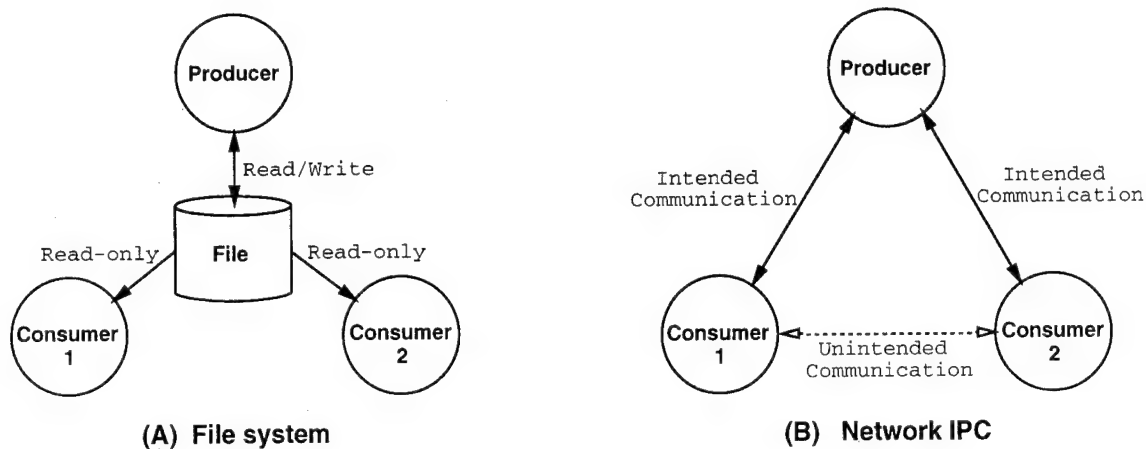 Producer
Read/Write
Read-only
File
Read-only
Consumer
1
Consumer
2
(A) File system
Producer
Intended
Communication
Intended
Communication
Consumer
1
Unintended
Communication
Consumer
2
(B) Network IPC